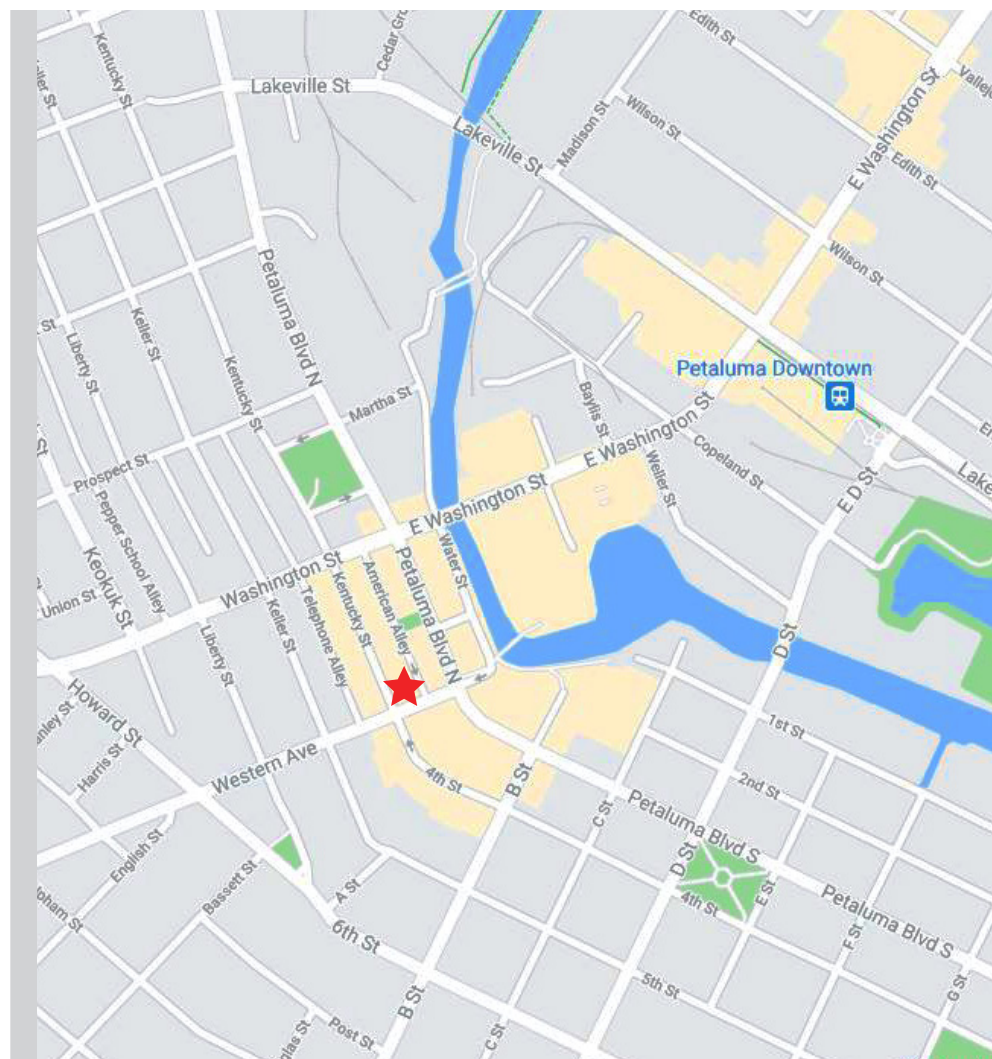 Edith St
Kentucky St
Cedar Gro
Lakeville St
Vallejo
E Washington St
Wilson St
Madison St
Lakeville St
Edith St
Wilson St
Petaluma Blvd N
Keller St
Liberty St
Kentucky St
Petaluma Downtown
Martha St
Baylis St
E Washington St
Copeland St
Weller St
Prospect St
Lake
E D St
E Washington St
Pepper School Alley
Keokuk St
Water St
Petaluma Blvd N
American Alley
Washington St
Kentucky St
Telephone Alley
Union St
Keller St
Liberty St
D St
Howard St
Harris St
Western Ave
1st St
4th St
B St
2nd St
C St
Petaluma Blvd S
English St
Bassett St
A St
D St
E St
4th St
Petaluma Blvd S
F St
6th St
5th St
G St
B St
Post St
C St